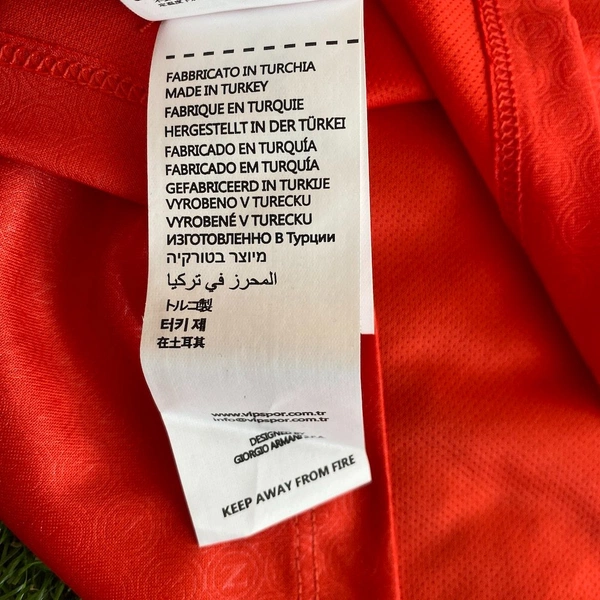 FABBRICATO IN TURCHIA
MADE IN TURKEY
FABRIQUE EN TURQUIE
HERGESTELLT IN DER TÜRKEI
FABRICADO EN TURQUÍA
FABRICADO EM TURQUÍA
GEFABRICEERD IN TURKIJE
VYROBENO V TURECKU
VYROBENÉ V TURECKU
ИЗГОТОВЛЕННО В Турции
מיוצר בטורקיה
المحرز في تركيا
トルコ製
터키 제
在土耳其
www.vipspor.com.tr
info@vipspor.com.tr
DESIGNED BY
GIORGIO ARMANI
KEEP AWAY FROM FIRE